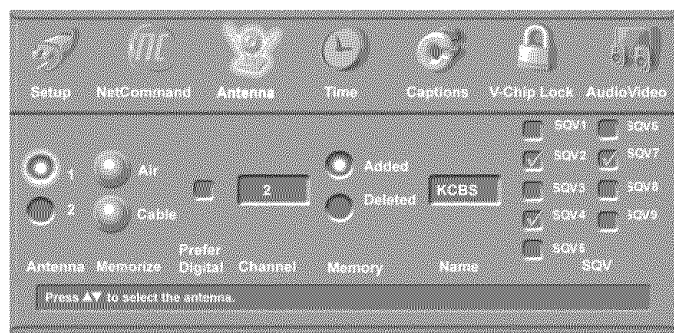 nc
Setup NetCommand Antenna Time Captions V-Chip Lock AudioVideo
1 Air Added SQV1 SQV6
2 Cable 2 Deleted KCBS SQV2 SQV7
SQV3 SQV8
SQV4 SQV9
SQV5
Antenna Memorize Prefer Digital Channel Memory Name SQV
Press ▲▼ to select the antenna.